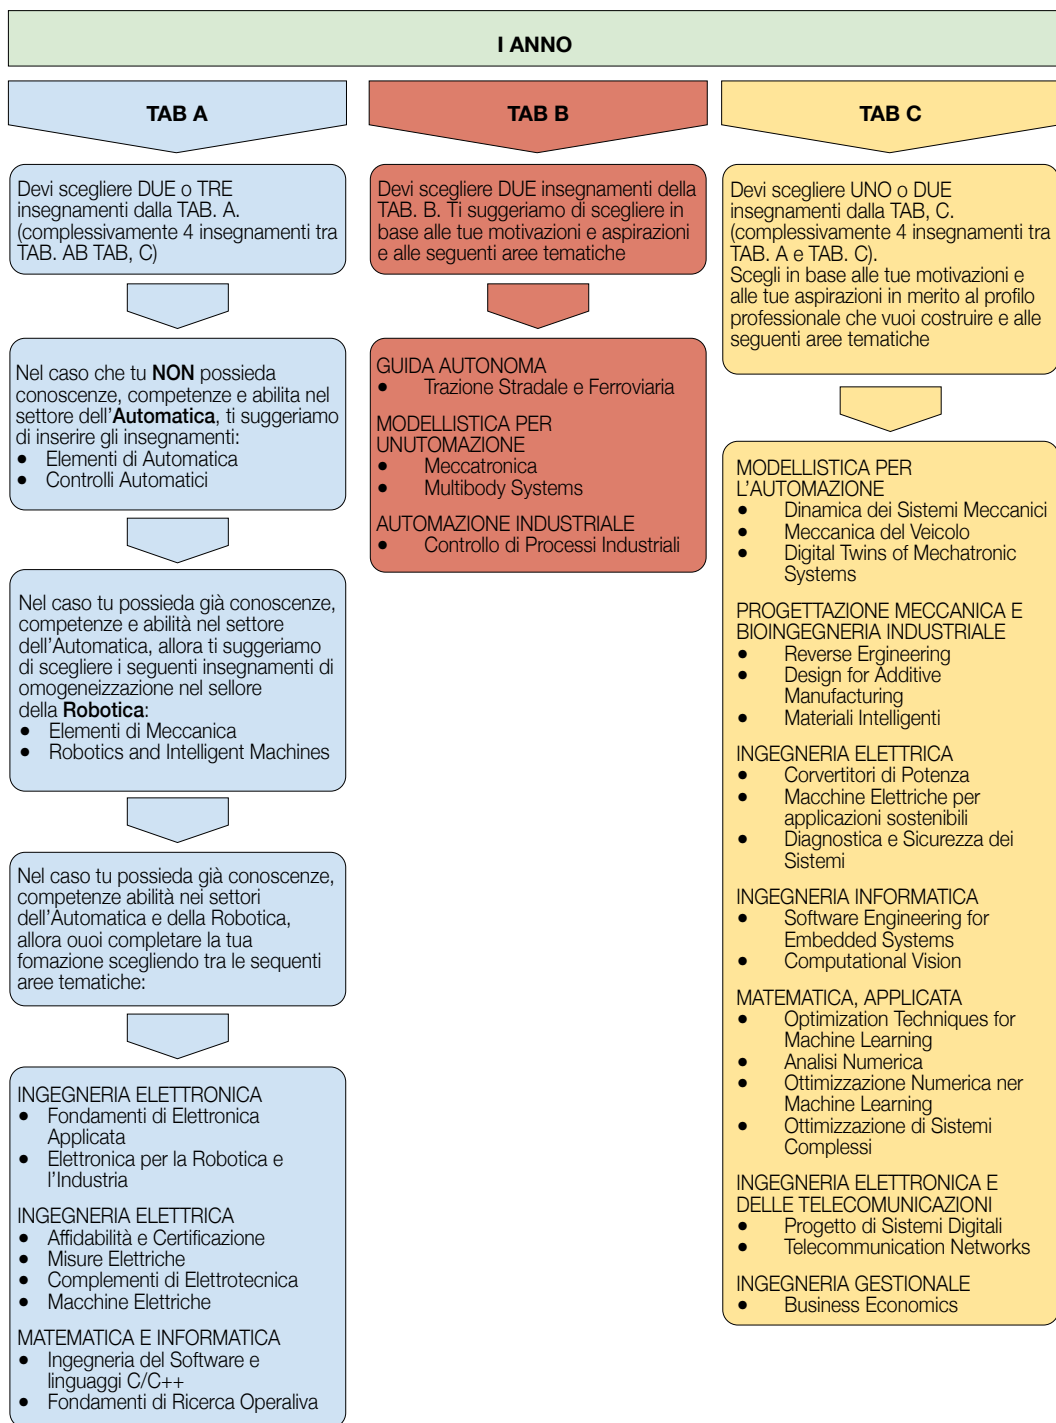 I ANNO
TAB A
Devi scegliere DUE o TRE
insegnamenti dalla TAB. A.
(complessivamente 4 insegnamenti tra
TAB. AB TAB, C)
Nel caso che tu NON possieda
conoscenze, competenze e abilita nel
settore dell'Automatica, ti suggeriamo
di inserire gli insegnamenti:
• Elementi di Automatica
• Controlli Automatici
Nel caso tu possieda già conoscenze,
competenze e abilità nel settore
dell'Automatica, allora ti suggeriamo
di scegliere i seguenti insegnamenti di
omogeneizzazione nel sellore
della Robotica:
• Elementi di Meccanica
• Robotics and Intelligent Machines
Nel caso tu possieda già conoscenze,
competenze abilità nei settori
dell'Automatica e della Robotica,
allora ouoi completare la tua
fomazione scegliendo tra le sequenti
aree tematiche:
INGEGNERIA ELETTRONICA
• Fondamenti di Elettronica
Applicata
• Elettronica per la Robotica e
l'Industria
INGEGNERIA ELETTRICA
• Affidabilità e Certificazione
• Misure Elettriche
• Complementi di Elettrotecnica
• Macchine Elettriche
MATEMATICA E INFORMATICA
• Ingegneria del Software e
linguaggi C/C++
• Fondamenti di Ricerca Operaliva
TAB B
Devi scegliere DUE insegnamenti della
TAB. B. Ti suggeriamo di scegliere in
base alle tue motivazioni e aspirazioni
e alle seguenti aree tematiche
GUIDA AUTONOMA
• Trazione Stradale e Ferroviaria
MODELLISTICA PER
UNUTOMAZIONE
• Meccatronica
• Multibody Systems
AUTOMAZIONE INDUSTRIALE
• Controllo di Processi Industriali
TAB C
Devi scegliere UNO o DUE
insegnamenti dalla TAB, C.
(complessivamente 4 insegnamenti tra
TAB. A e TAB. C).
Scegli in base alle tue motivazioni e
alle tue aspirazioni in merito al profilo
professionale che vuoi costruire e alle
seguenti aree tematiche
MODELLISTICA PER
L'AUTOMAZIONE
• Dinamica dei Sistemi Meccanici
• Meccanica del Veicolo
• Digital Twins of Mechatronic
Systems
PROGETTAZIONE MECCANICA E
BIOINGEGNERIA INDUSTRIALE
• Reverse Ergineering
• Design for Additive
Manufacturing
• Materiali Intelligenti
INGEGNERIA ELETTRICA
• Corvertitori di Potenza
• Macchine Elettriche per
applicazioni sostenibili
• Diagnostica e Sicurezza dei
Sistemi
INGEGNERIA INFORMATICA
• Software Engineering for
Embedded Systems
• Computational Vision
MATEMATICA, APPLICATA
• Optimization Techniques for
Machine Learning
• Analisi Numerica
• Ottimizzazione Numerica ner
Machine Learning
• Ottimizzazione di Sistemi
Complessi
INGEGNERIA ELETTRONICA E
DELLE TELECOMUNICAZIONI
• Progetto di Sistemi Digitali
• Telecommunication Networks
INGEGNERIA GESTIONALE
• Business Economics